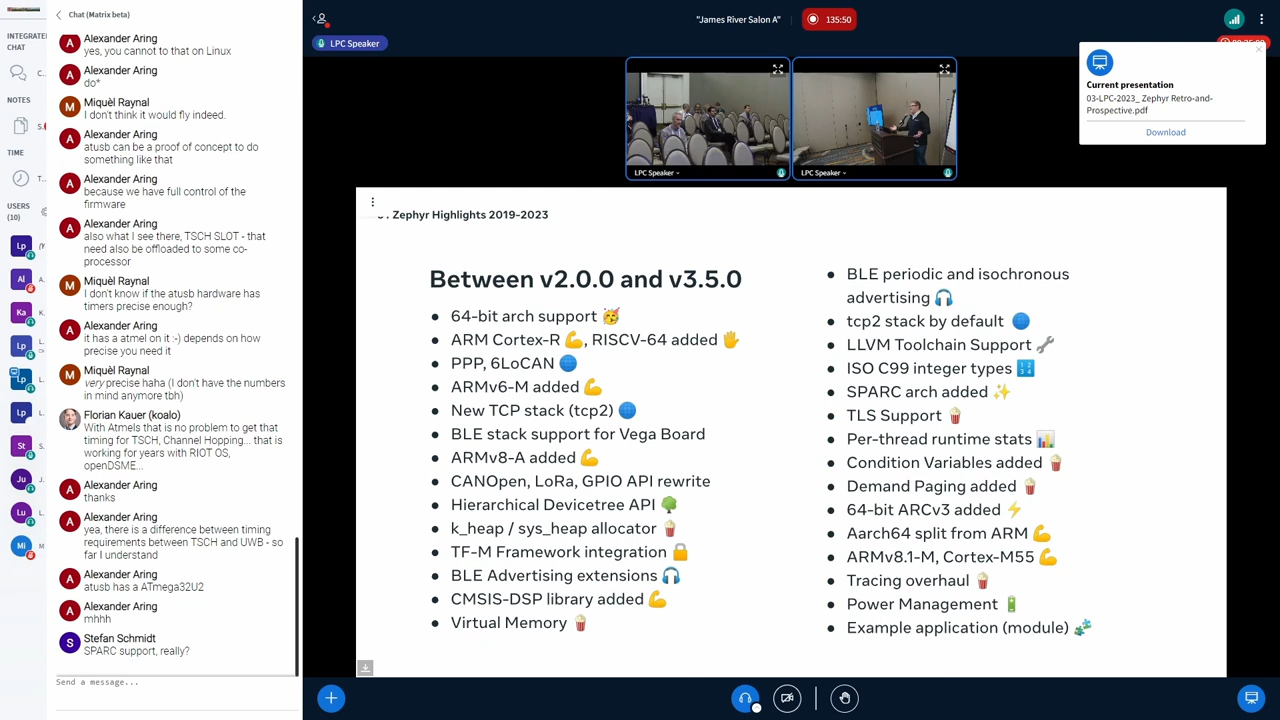 INTEGRATE
CHAT
C..
NOTES
S.
TIME
T..
USERS
(10)
Chat (Matrix beta)
Alexander Aring
yes, you cannot to that on Linux
Alexander Aring
do*
Miquèl Raynal
I don't think it would fly indeed.
Alexander Aring
atusb can be a proof of concept to do
something like that
Alexander Aring
because we have full control of the
firmware
Alexander Aring
also what I see there, TSCH SLOT - that
need also be offloaded to some co-
processor
Miquèl Raynal
I don't know if the atusb hardware has
timers precise enough?
Alexander Aring
it has a atmel on it :-) depends on how
precise you need it
Miquèl Raynal
very precise haha (I don't have the numbers
in mind anymore tbh)
Florian Kauer (koalo)
With Atmels that is no problem to get that
timing for TSCH, Channel Hopping... that is
working for years with RIOT OS,
openDSME...
Alexander Aring
thanks
Alexander Aring
yea, there is a difference between timing
requirements between TSCH and UWB - so
far I understand
Alexander Aring
atusb has a ATmega32U2
Alexander Aring
mhhh
Stefan Schmidt
SPARC support, really?
Send a message...
"James River Salon A"
135:50
LPC Speaker
LPC Speaker
LPC Speaker
Current presentation
03-LPC-2023_ Zephyr Retro-and-
Prospective.pdf
Download
Zephyr Highlights 2019-2023
Between v2.0.0 and v3.5.0
• 64-bit arch support 🥳
• ARM Cortex-R 💪, RISCV-64 added 🖐
• PPP, 6LoCAN 🌐
• ARMv6-M added 💪
• New TCP stack (tcp2) 🌐
• BLE stack support for Vega Board
• ARMv8-A added 💪
• CANOpen, LoRa, GPIO API rewrite
• Hierarchical Devicetree API 🌳
• k_heap / sys_heap allocator 🍿
• TF-M Framework integration 🔒
• BLE Advertising extensions 🎧
• CMSIS-DSP library added 💪
• Virtual Memory 🍿
• BLE periodic and isochronous
advertising 🎧
• tcp2 stack by default 🌐
• LLVM Toolchain Support 🔧
• ISO C99 integer types 🔢
• SPARC arch added ✨
• TLS Support 🍿
• Per-thread runtime stats 📊
• Condition Variables added 🍿
• Demand Paging added 🍿
• 64-bit ARCv3 added ⚡
• Aarch64 split from ARM 💪
• ARMv8.1-M, Cortex-M55 💪
• Tracing overhaul 🍿
• Power Management 🔋
• Example application (module) 🧩